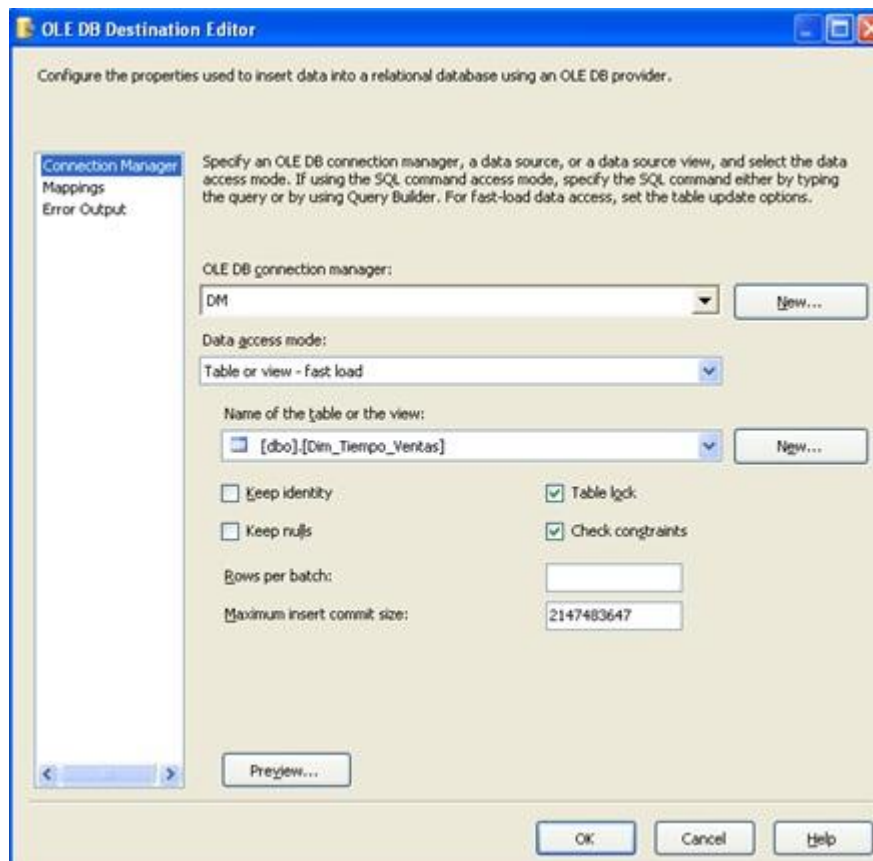 OLE DB Destination Editor
Configure the properties used to insert data into a relational database using an OLE DB provider.
Connection Manager
Mappings
Error Output
Specify an OLE DB connection manager, a data source, or a data source view, and select the data
access mode. If using the SQL command access mode, specify the SQL command either by typing
the query or by using Query Builder. For fast-load data access, set the table update options.
OLE DB connection manager:
DM
New...
Data access mode:
Table or view - fast load
Name of the table or the view:
[dbo].[Dim_Tiempo_Ventas]
New...
Keep identity
Table lock
Keep nulls
Check constraints
Rows per batch:
Maximum insert commit size:
2147483647
Preview...
OK
Cancel
Help